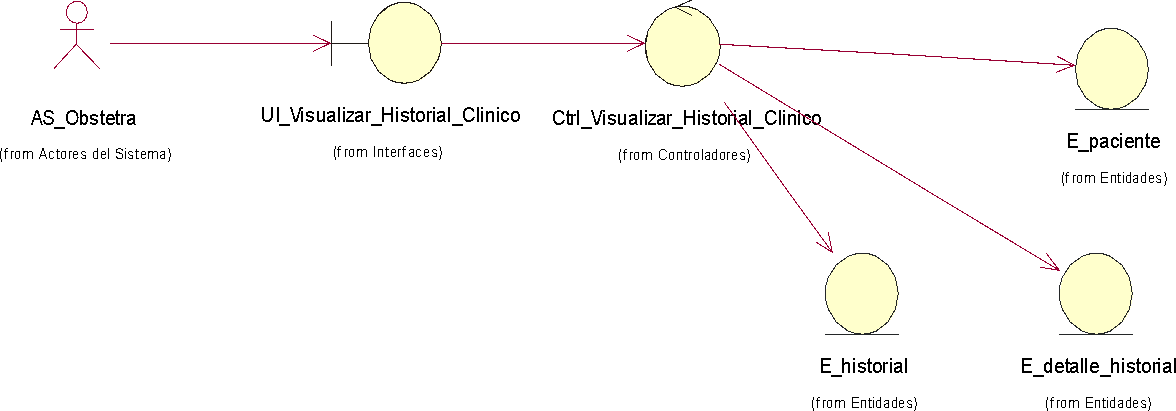 AS_Obstetra
(from Actores del Sistema)
UI_Visualizar_Historial_Clinico
(from Interfaces)
Ctrl_Visualizar_Historial_Clinico
(from Controladores)
E_paciente
(from Entidades)
E_historial
(from Entidades)
E_detalle_historial
(from Entidades)